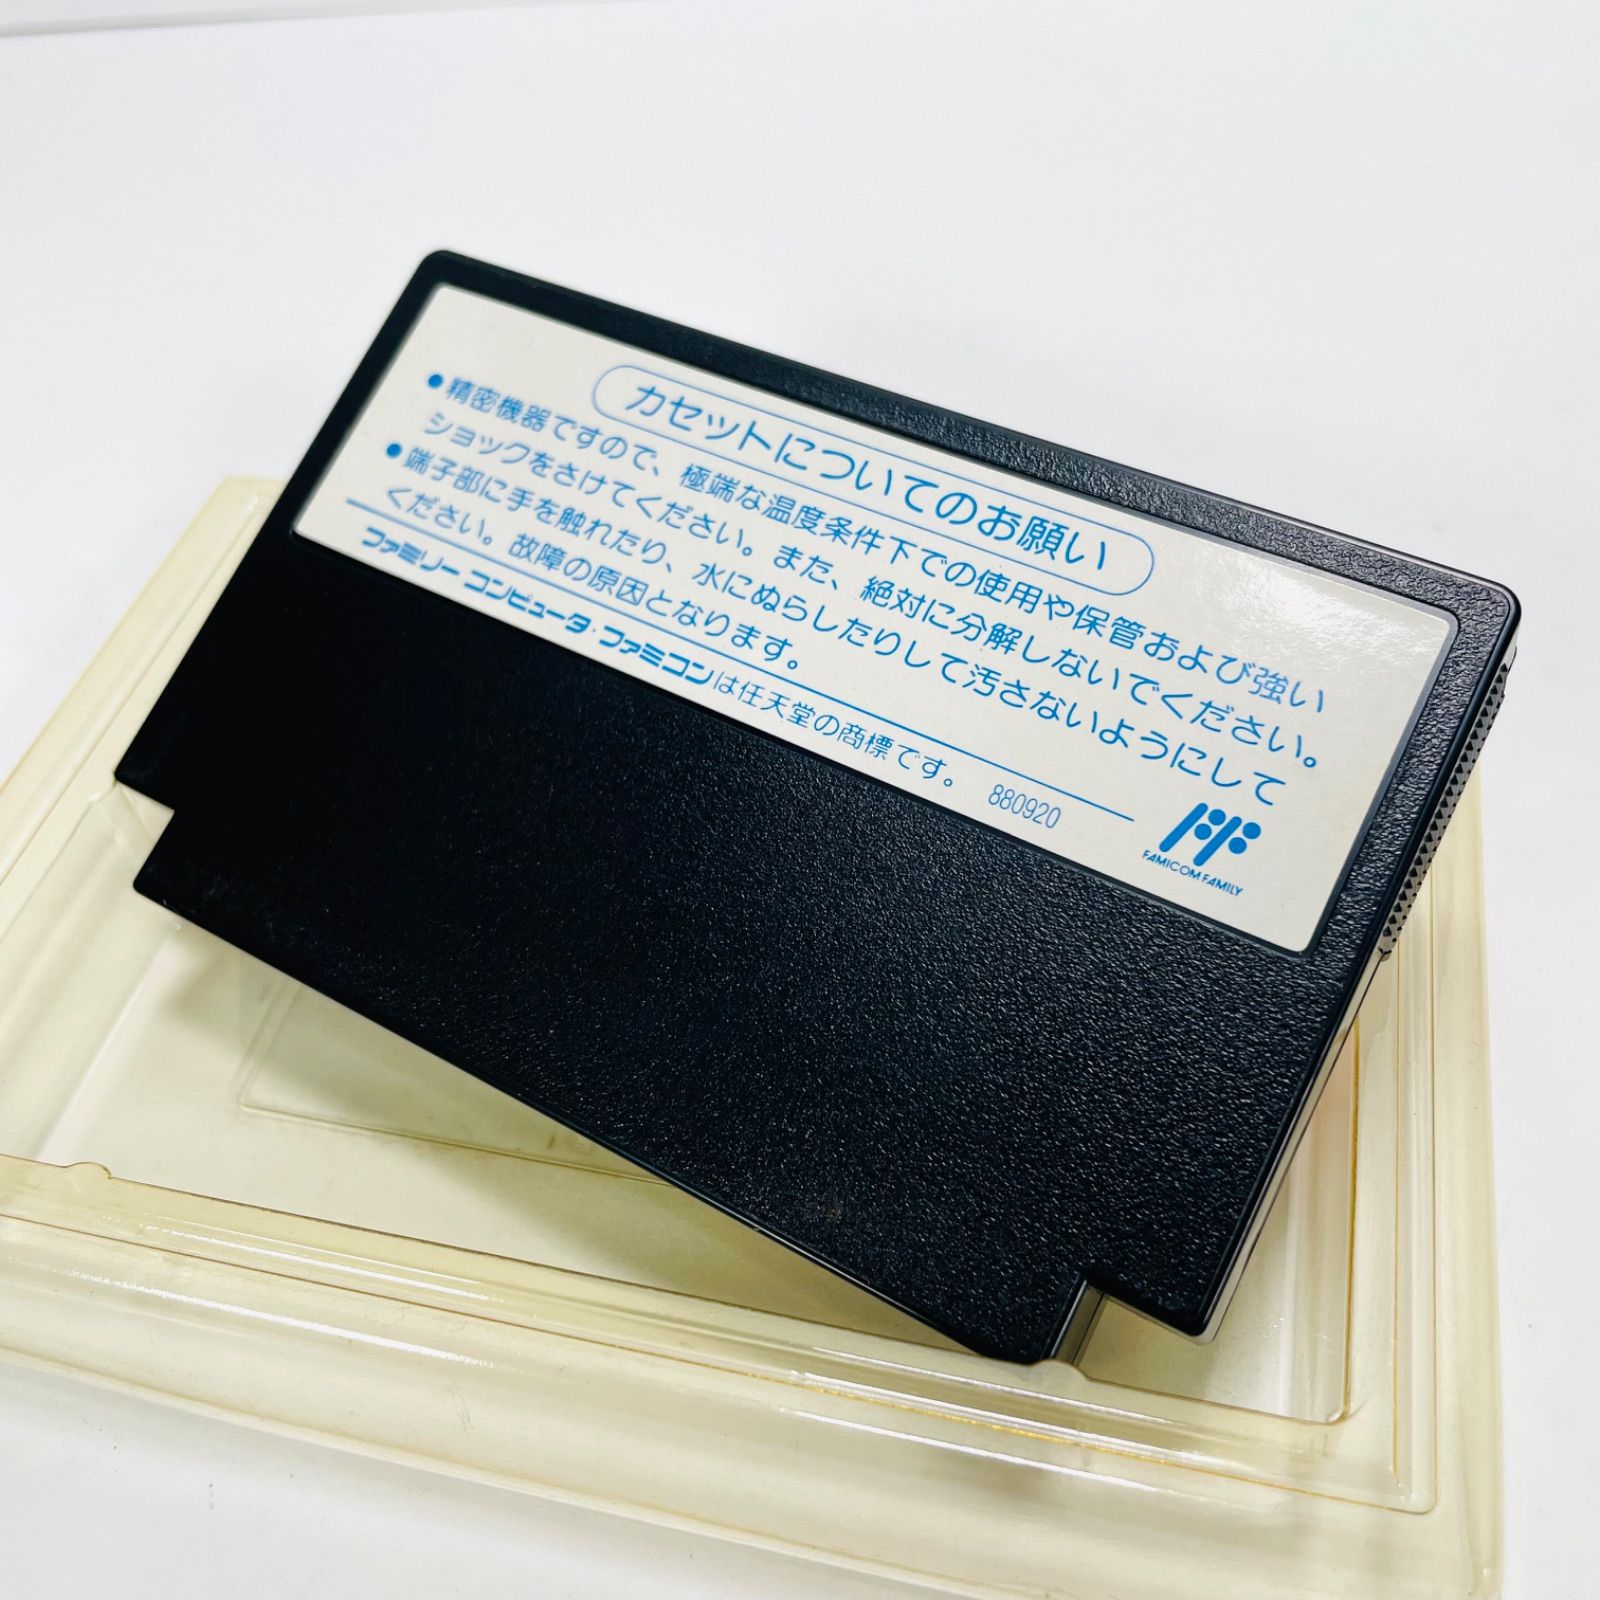 カセットについてのお願い
●精密機器ですので、極端な温度条件下での使用や保管および強い
ショックをさけてください。また、絶対に分解しないでください。
●端子部に手を触れたり、水にぬらしたりして汚さないようにして
ください。故障の原因となります。
ファミリー コンピュータ・ファミコンは任天堂の商標です。 880920
FAMICOM FAMILY